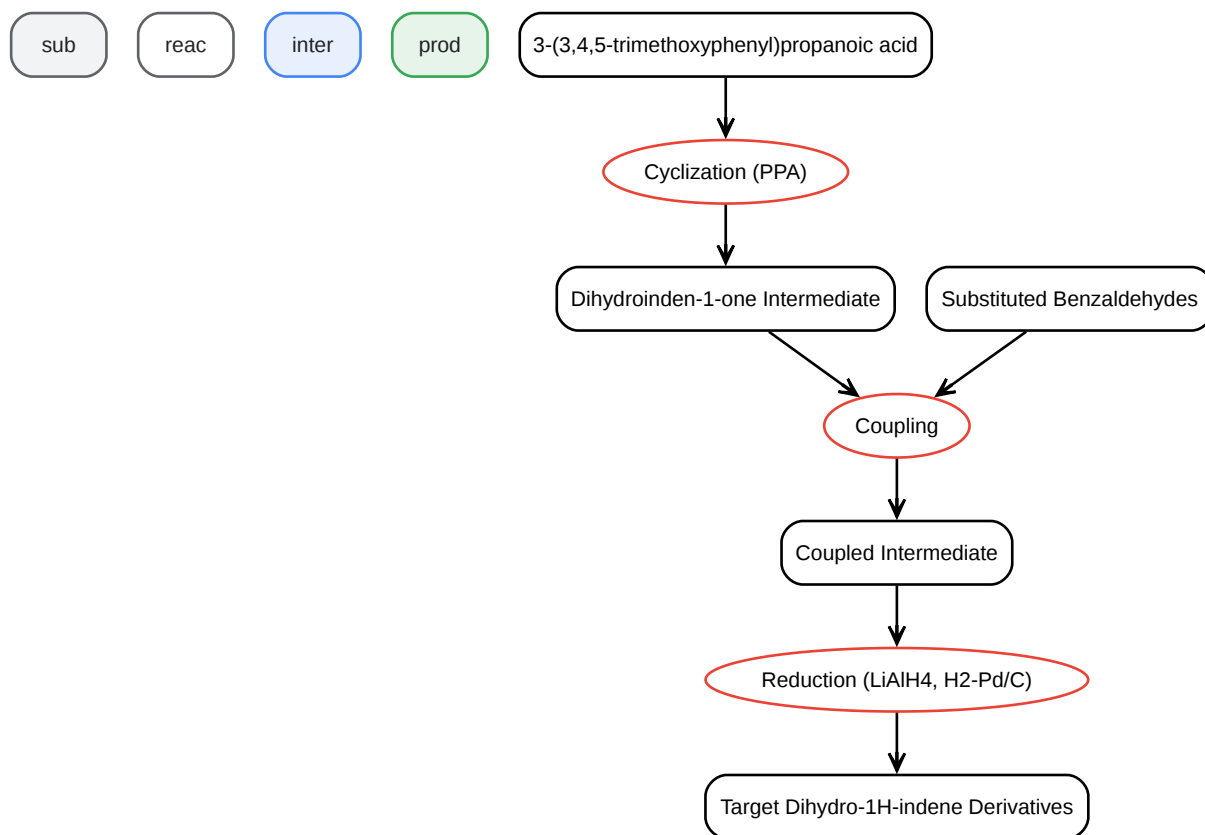 sub
reac
inter
prod
3-(3,4,5-trimethoxyphenyl)propanoic acid
Cyclization (PPA)
Dihydroinden-1-one Intermediate
Substituted Benzaldehydes
Coupling
Coupled Intermediate
Reduction (LiAlH4, H2-Pd/C)
Target Dihydro-1H-indene Derivatives